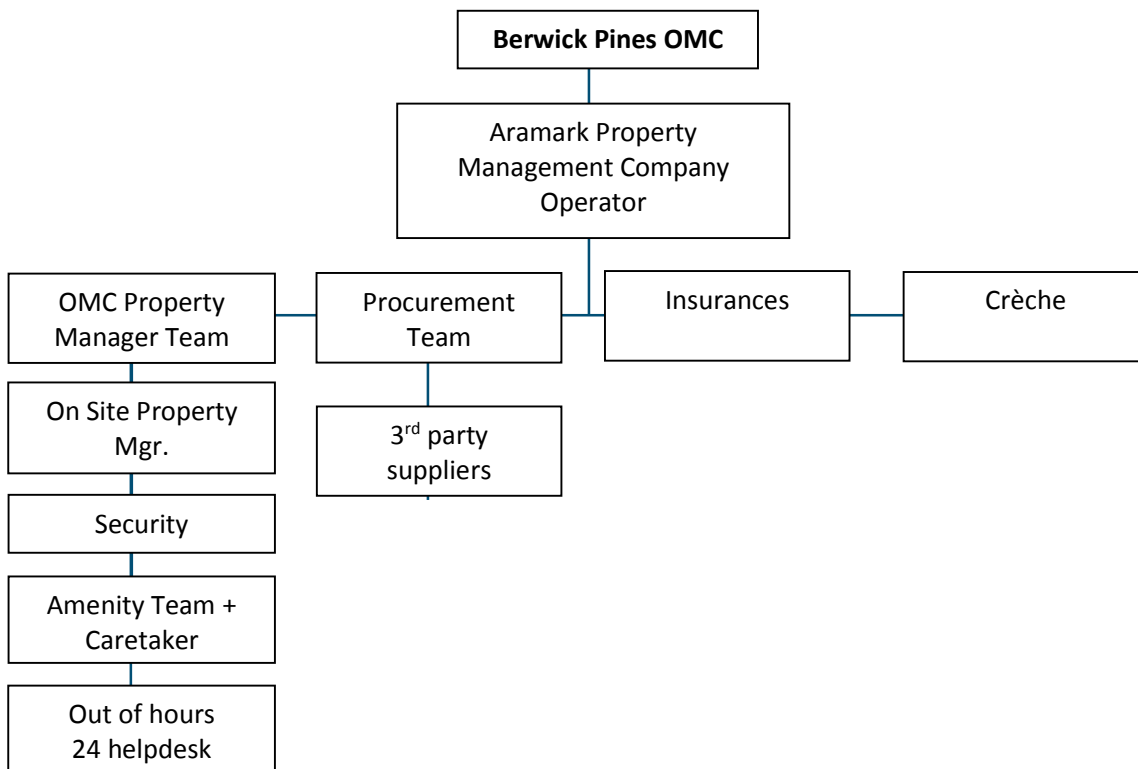 Berwick Pines OMC
Aramark Property
Management Company
Operator
OMC Property
Manager Team
Procurement
Team
Insurances
Crèche
On Site Property
Mgr.
3rd party
suppliers
Security
Amenity Team +
Caretaker
Out of hours
24 helpdesk